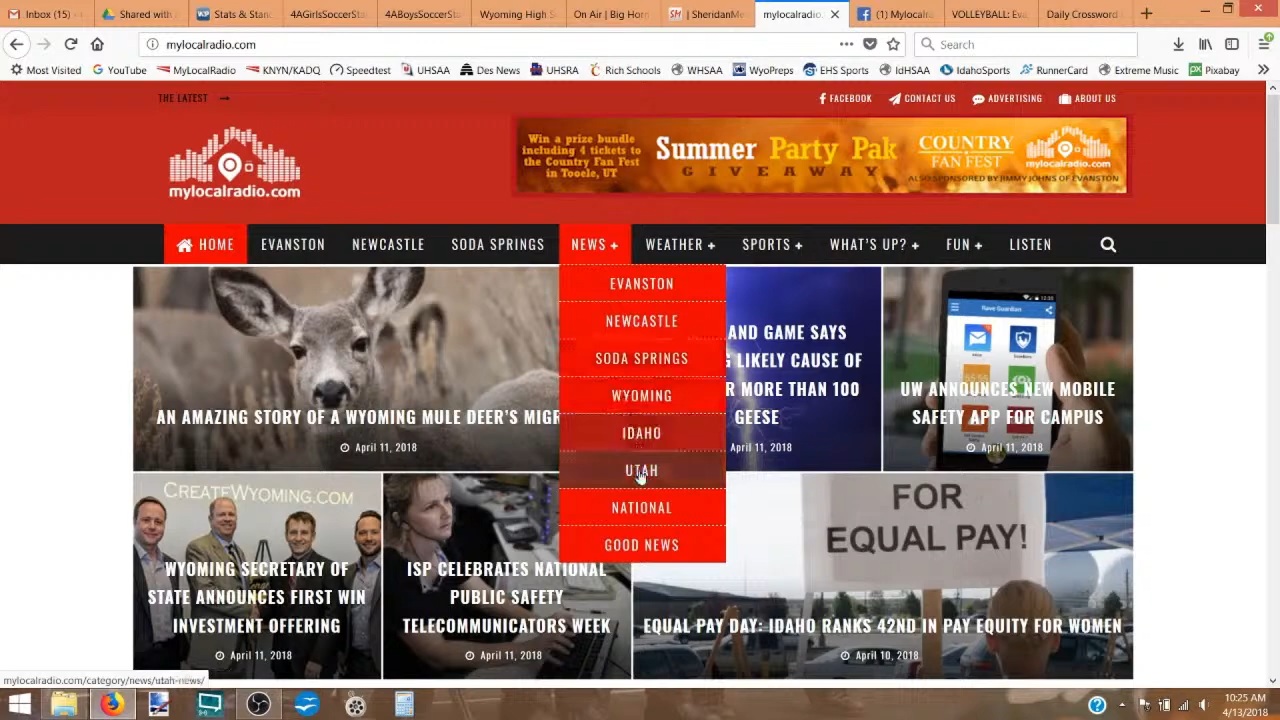 Inbox (15)
Shared with
Stats & Stan
4AGirlsSoccerSt
4ABoysSoccerSt
Wyoming High S
On Air | Big Horn
| SheridanMe
mylocalradio.c
(1) Mylocalr
VOLLEYBALL: Ev
Daily Crossword
mylocalradio.com
Search
Most Visited
YouTube
MyLocalRadio
KNYN/KADQ
Speedtest
UHSAA
Des News
UHSRA
Rich Schools
WHSAA
WyoPreps
EHS Sports
IdHSAA
IdahoSports
RunnerCard
Extreme Music
Pixabay
THE LATEST
FACEBOOK
CONTACT US
ADVERTISING
ABOUT US
mylocalradio.com
Win a prize bundle
including 4 tickets to
the Country Fan Fest
in Tooele, UT
Summer Party Pak
GIVEAWAY
COUNTRY
FAN FEST
mylocalradio.com
ALSO SPONSORED BY JIMMY JOHNS OF EVANSTON
HOME
EVANSTON
NEWCASTLE
SODA SPRINGS
NEWS +
WEATHER +
SPORTS +
WHAT'S UP? +
FUN +
LISTEN
EVANSTON
NEWCASTLE
SODA SPRINGS
WYOMING
IDAHO
UTAH
NATIONAL
GOOD NEWS
AN AMAZING STORY OF A WYOMING MULE DEER'S MIGR
April 11, 2018
AND GAME SAYS
LIKELY CAUSE OF
R MORE THAN 100
GEESE
April 11, 2018
Rave Guardian
UW ANNOUNCES NEW MOBILE
SAFETY APP FOR CAMPUS
April 11, 2018
CREATEWYOMING.COM
WYOMING SECRETARY OF
STATE ANNOUNCES FIRST WIN
INVESTMENT OFFERING
April 11, 2018
ISP CELEBRATES NATIONAL
PUBLIC SAFETY
TELECOMMUNICATORS WEEK
April 11, 2018
FOR
EQUAL PAY!
EQUAL PAY DAY: IDAHO RANKS 42ND IN PAY EQUITY FOR WOMEN
April 10, 2018
mylocalradio.com/category/news/utah-news/
10:25 AM
4/13/2018